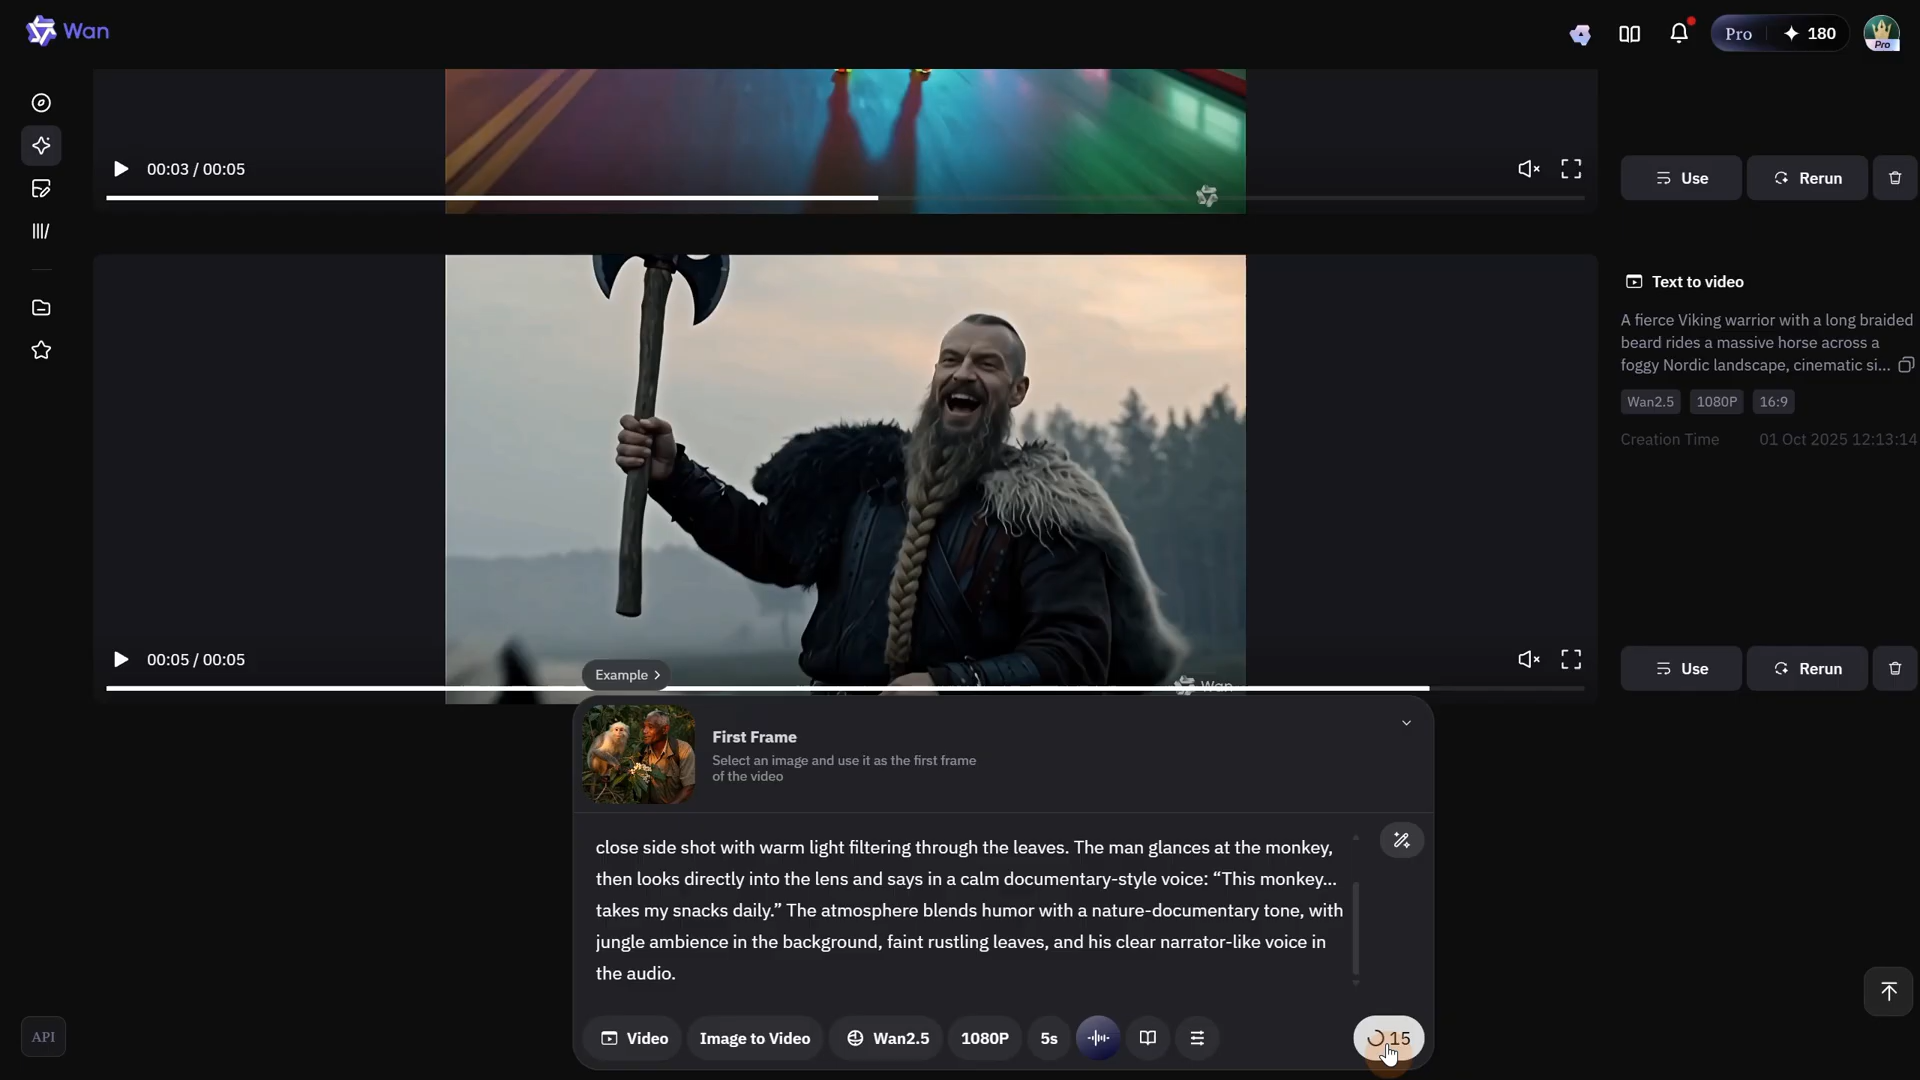 Wan
Pro 180
Pro
00:03 / 00:05
Use Rerun
Text to video
A fierce Viking warrior with a long braided
beard rides a massive horse across a
foggy Nordic landscape, cinematic si...
Wan2.5 1080P 16:9
Creation Time 01 Oct 2025 12:13:14
00:05 / 00:05
Wan
Use Rerun
Example >
First Frame
Select an image and use it as the first frame
of the video
close side shot with warm light filtering through the leaves. The man glances at the monkey,
then looks directly into the lens and says in a calm documentary-style voice: “This monkey...
takes my snacks daily.” The atmosphere blends humor with a nature-documentary tone, with
jungle ambience in the background, faint rustling leaves, and his clear narrator-like voice in
the audio.
API
Video Image to Video Wan2.5 1080P 5s 15